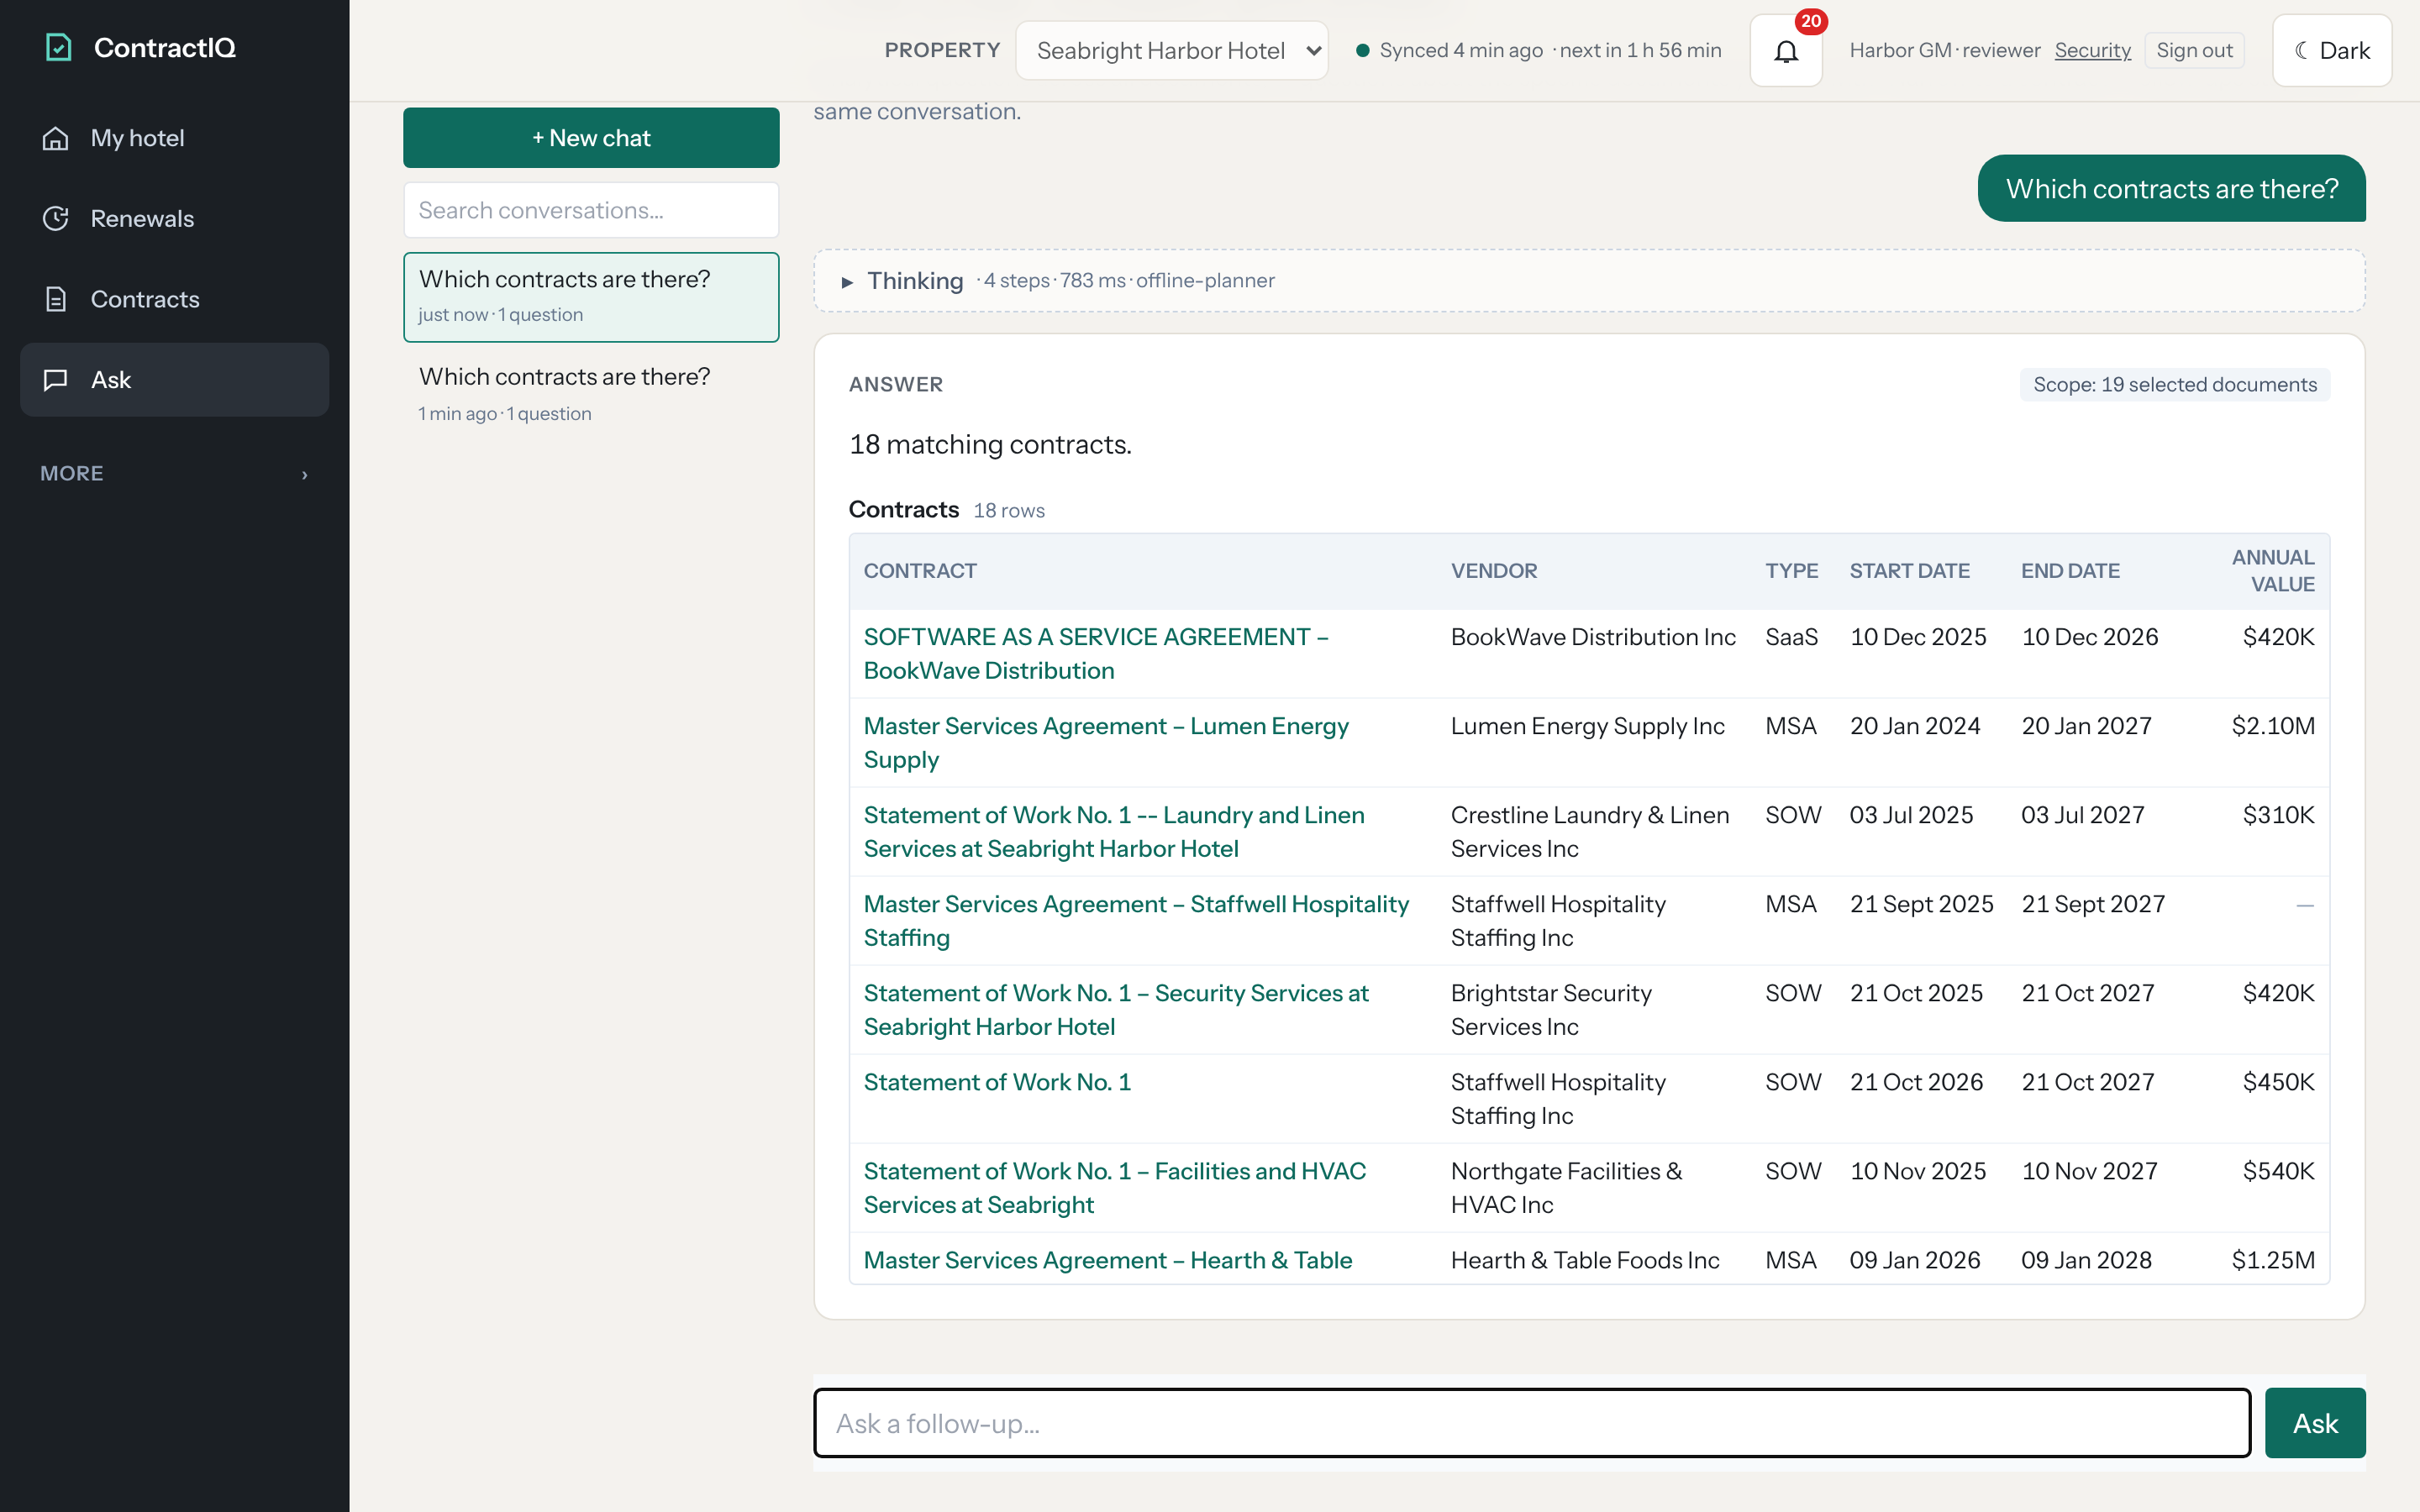 ContractIQ
My hotel
Renewals
Contracts
Ask
MORE ›
PROPERTY Seabright Harbor Hotel Synced 4 min ago · next in 1 h 56 min 20 Harbor GM · reviewer Security Sign out ☾ Dark
+ New chat
Search conversations...
Which contracts are there?
just now · 1 question
Which contracts are there?
1 min ago · 1 question
same conversation.
Which contracts are there?
▶ Thinking · 4 steps · 783 ms · offline-planner
ANSWER Scope: 19 selected documents
18 matching contracts.
Contracts 18 rows
CONTRACT VENDOR TYPE START DATE END DATE ANNUAL VALUE
SOFTWARE AS A SERVICE AGREEMENT – BookWave Distribution Inc SaaS 10 Dec 2025 10 Dec 2026 $420K
BookWave Distribution
Master Services Agreement – Lumen Energy Lumen Energy Supply Inc MSA 20 Jan 2024 20 Jan 2027 $2.10M
Supply
Statement of Work No. 1 -- Laundry and Linen Crestline Laundry & Linen SOW 03 Jul 2025 03 Jul 2027 $310K
Services at Seabright Harbor Hotel Services Inc
Master Services Agreement – Staffwell Hospitality Staffwell Hospitality MSA 21 Sept 2025 21 Sept 2027 —
Staffing Staffing Inc
Statement of Work No. 1 – Security Services at Brightstar Security SOW 21 Oct 2025 21 Oct 2027 $420K
Seabright Harbor Hotel Services Inc
Statement of Work No. 1 Staffwell Hospitality SOW 21 Oct 2026 21 Oct 2027 $450K
Staffing Inc
Statement of Work No. 1 – Facilities and HVAC Northgate Facilities & SOW 10 Nov 2025 10 Nov 2027 $540K
Services at Seabright HVAC Inc
Master Services Agreement – Hearth & Table Hearth & Table Foods Inc MSA 09 Jan 2026 09 Jan 2028 $1.25M
Ask a follow-up... Ask